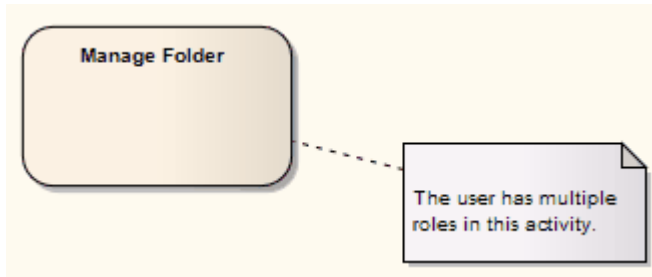 Manage Folder
The user has multiple
roles in this activity.